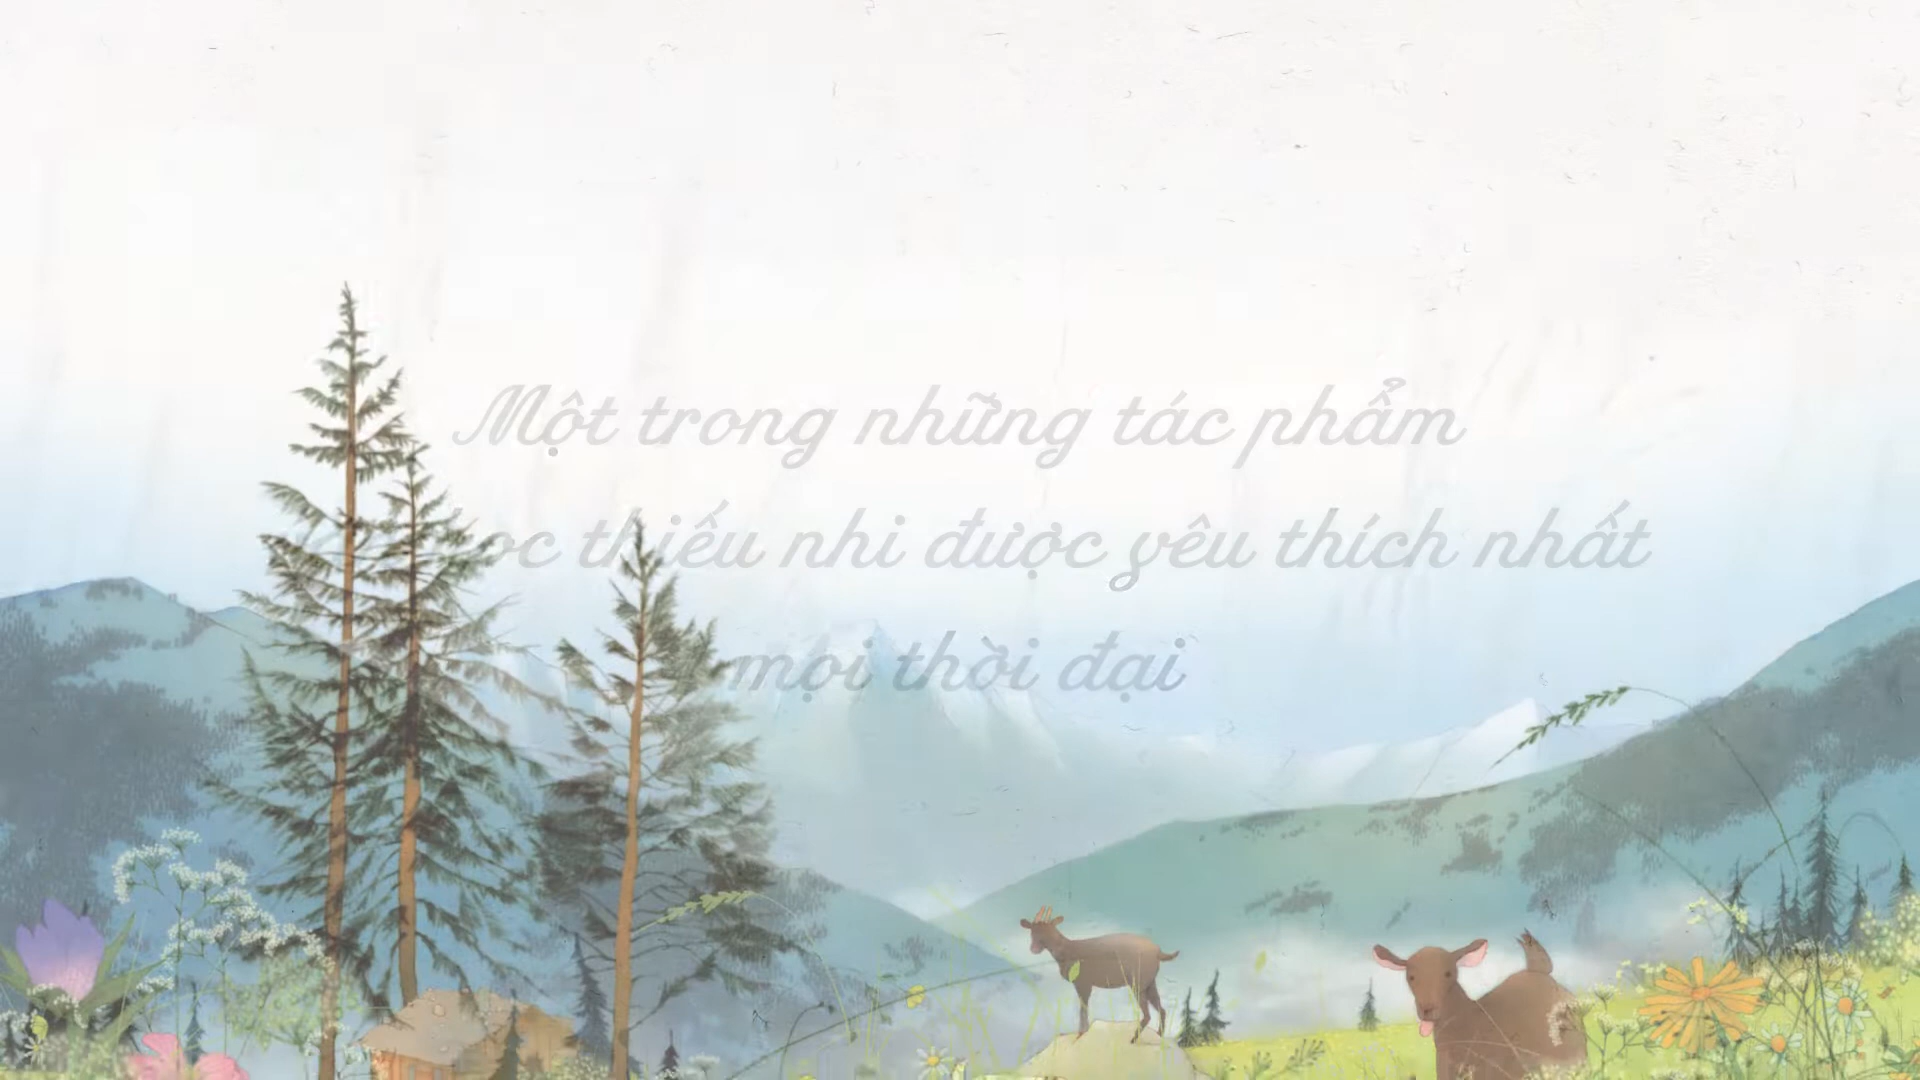 Một trong những tác phẩm
thiếu nhi được yêu thích nhất
mọi thời đại